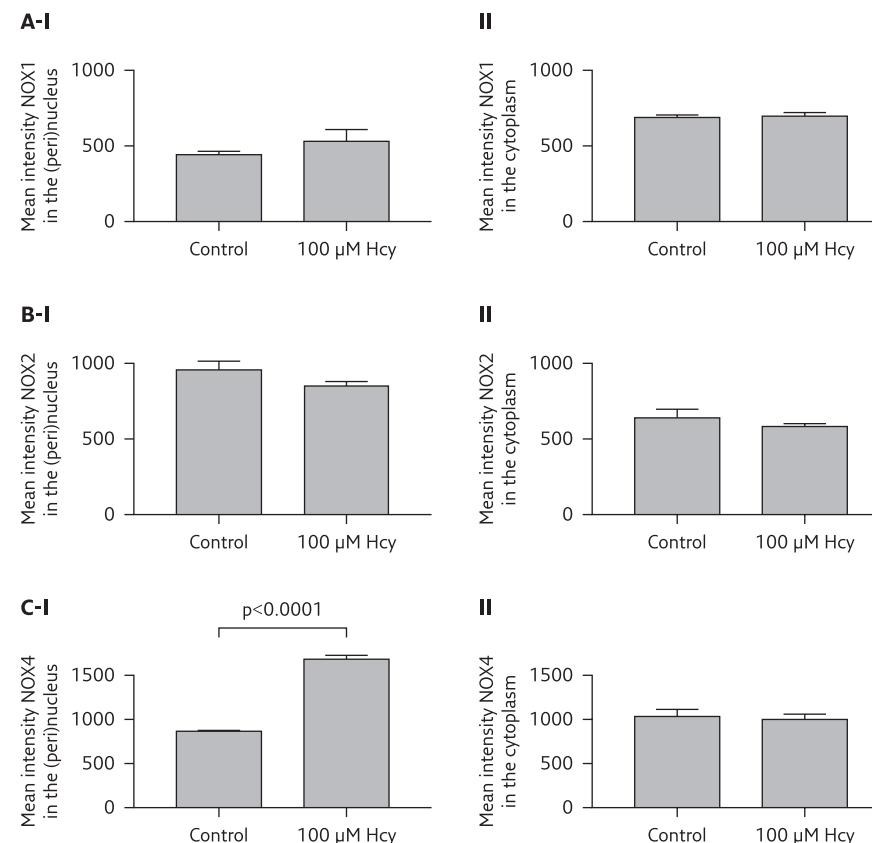 A-I
Mean intensity NOX1
in the (peri)nucleus
1000
500
0
Control
100 µM Hcy
II
Mean intensity NOX1
in the cytoplasm
1000
500
0
Control
100 µM Hcy
B-I
Mean intensity NOX2
in the (peri)nucleus
1000
500
0
Control
100 µM Hcy
II
Mean intensity NOX2
in the cytoplasm
1000
500
0
Control
100 µM Hcy
C-I
p<0.0001
Mean intensity NOX4
in the (peri)nucleus
1500
1000
500
0
Control
100 µM Hcy
II
Mean intensity NOX4
in the cytoplasm
1500
1000
500
0
Control
100 µM Hcy